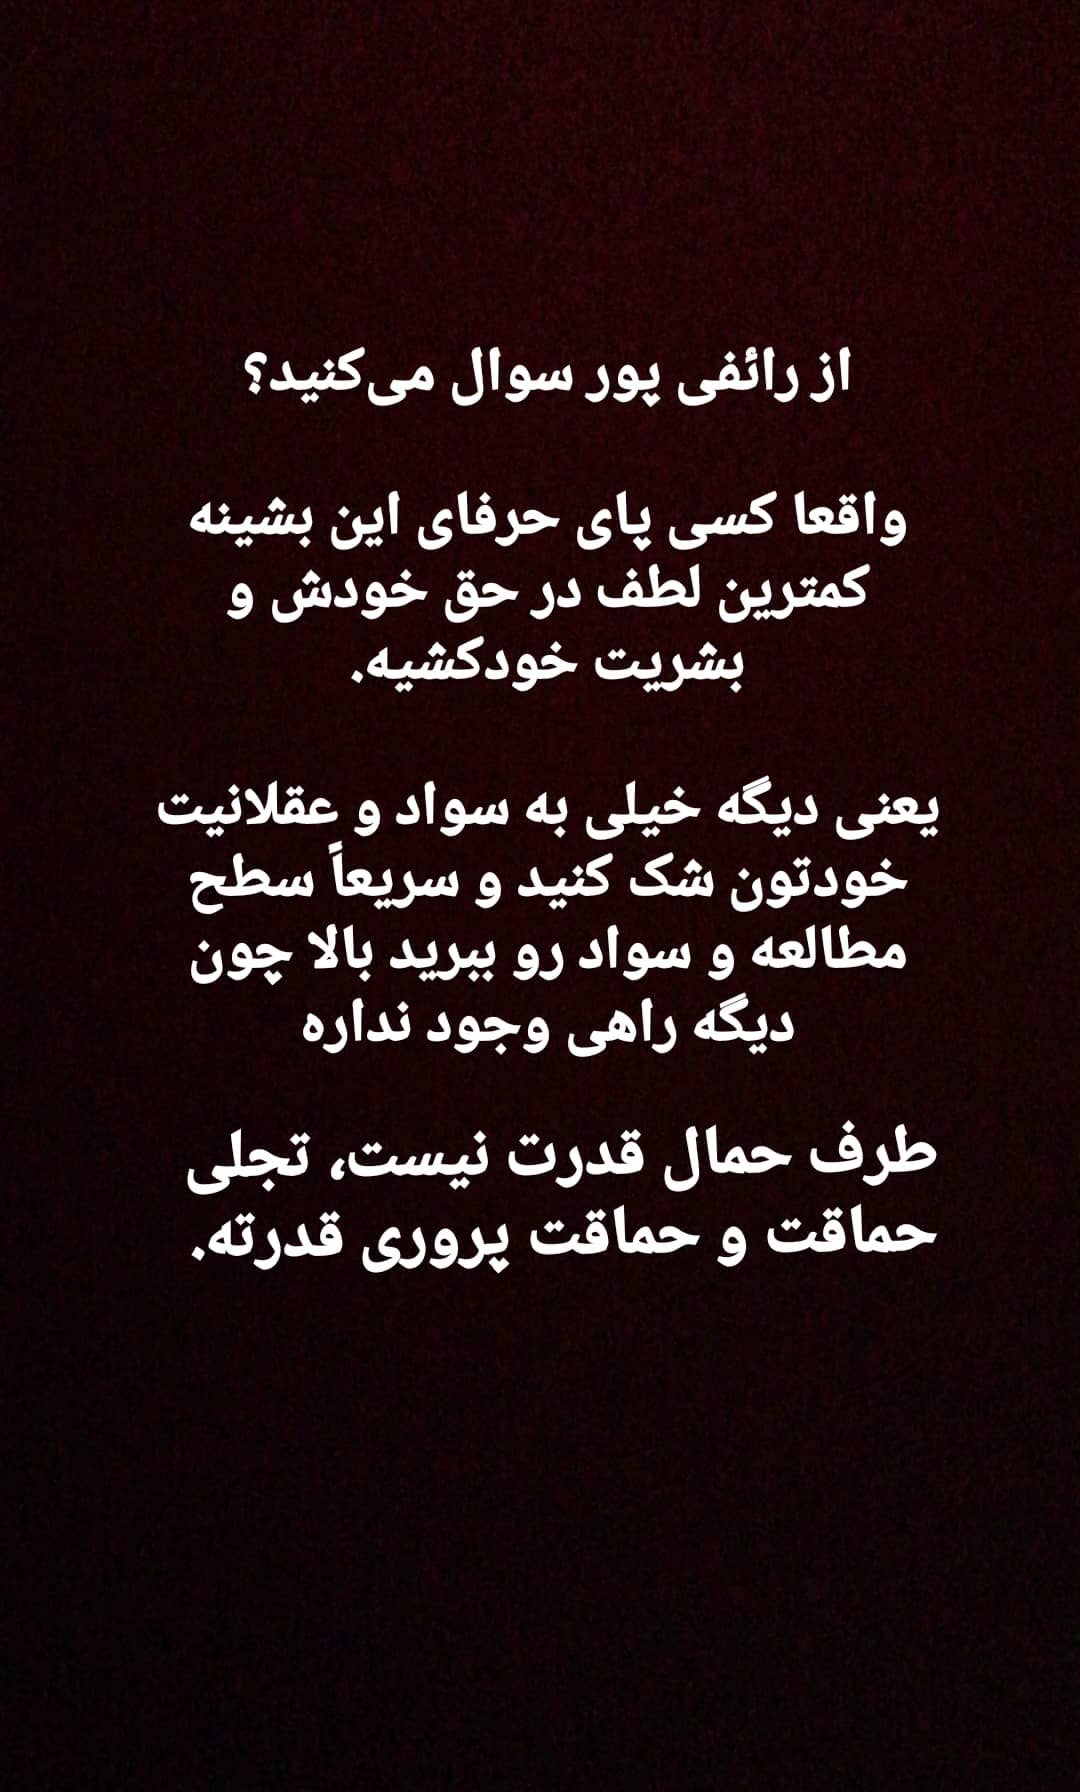 از رائفی پور سوال می‌کنید؟
واقعا کسی پای حرفای این بشینه
کمترین لطف در حق خودش و
بشریت خودکشیه.
یعنی دیگه خیلی به سواد و عقلانیت
خودتون شک کنید و سریعاً سطح
مطالعه و سواد رو ببرید بالا چون
دیگه راهی وجود نداره
طرف حمال قدرت نیست، تجلی
حماقت و حماقت پروری قدرته.